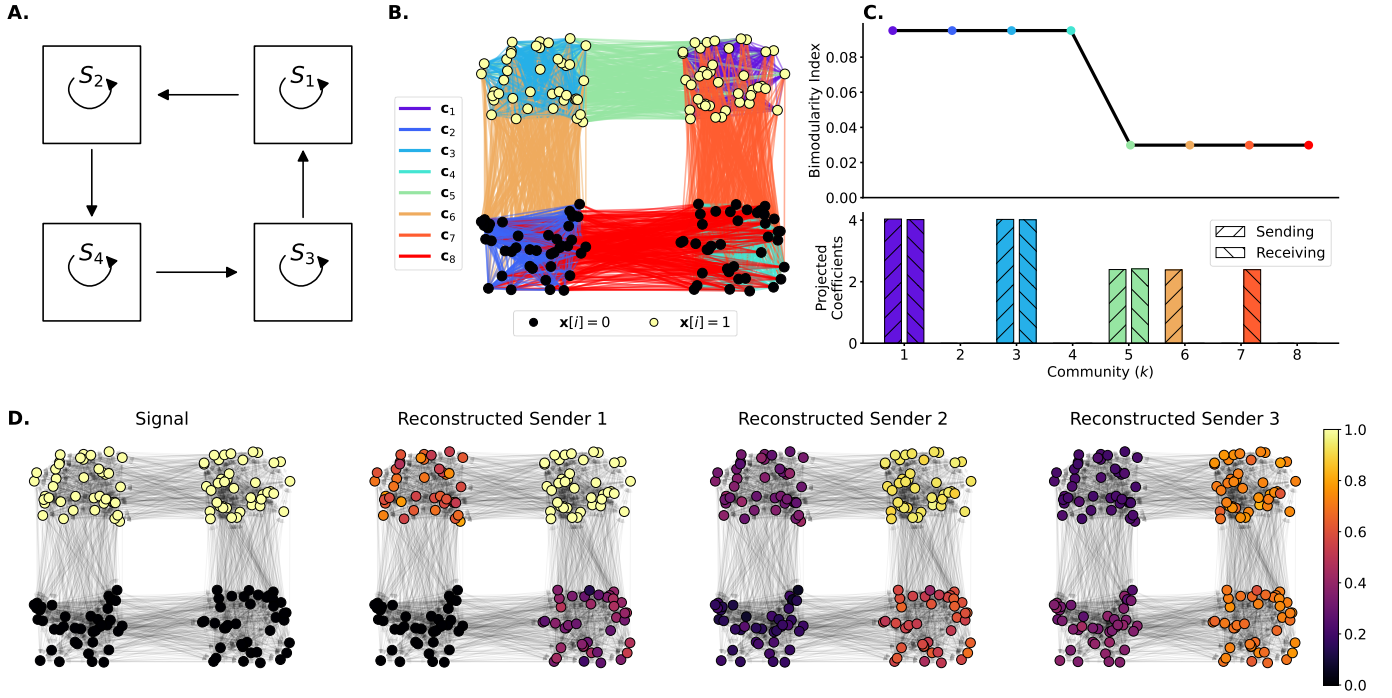 A.
S₂
S₁
S₄
S₃
B.
c₁
c₂
c₃
c₄
c₅
c₆
c₇
c₈
x[i] = 0
x[i] = 1
C.
Bimodularity Index
0.08
0.06
0.04
0.02
0.00
Projected
Coefficients
4
2
0
Sending
Receiving
1 2 3 4 5 6 7 8
Community (k)
D.
Signal
Reconstructed Sender 1
Reconstructed Sender 2
Reconstructed Sender 3
1.0
0.8
0.6
0.4
0.2
0.0